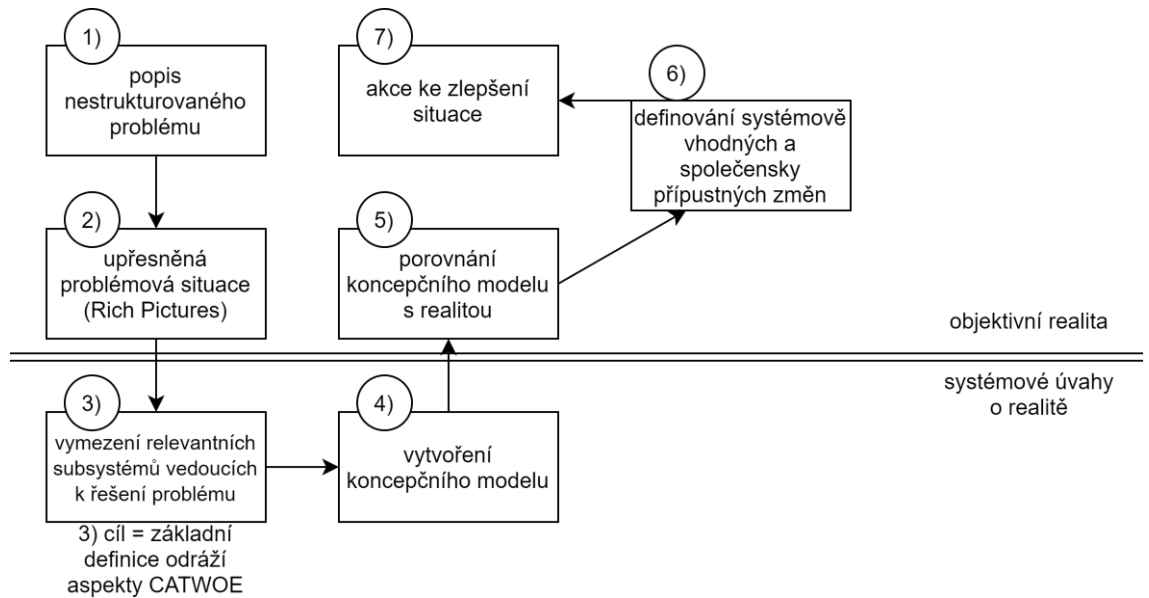 1)
popis
nestrukturovaného
problému
2)
upřesněná
problémová situace
(Rich Pictures)
3)
vymezení relevantních
subsystémů vedoucích
k řešení problému
3) cíl = základní
definice odráží
aspekty CATWOE
4)
vytvoření
koncepčního modelu
5)
porovnání
koncepčního modelu
s realitou
6)
definování systémově
vhodných a
společensky
přípustných změn
7)
akce ke zlepšení
situace
objektivní realita
systémové úvahy
o realitě